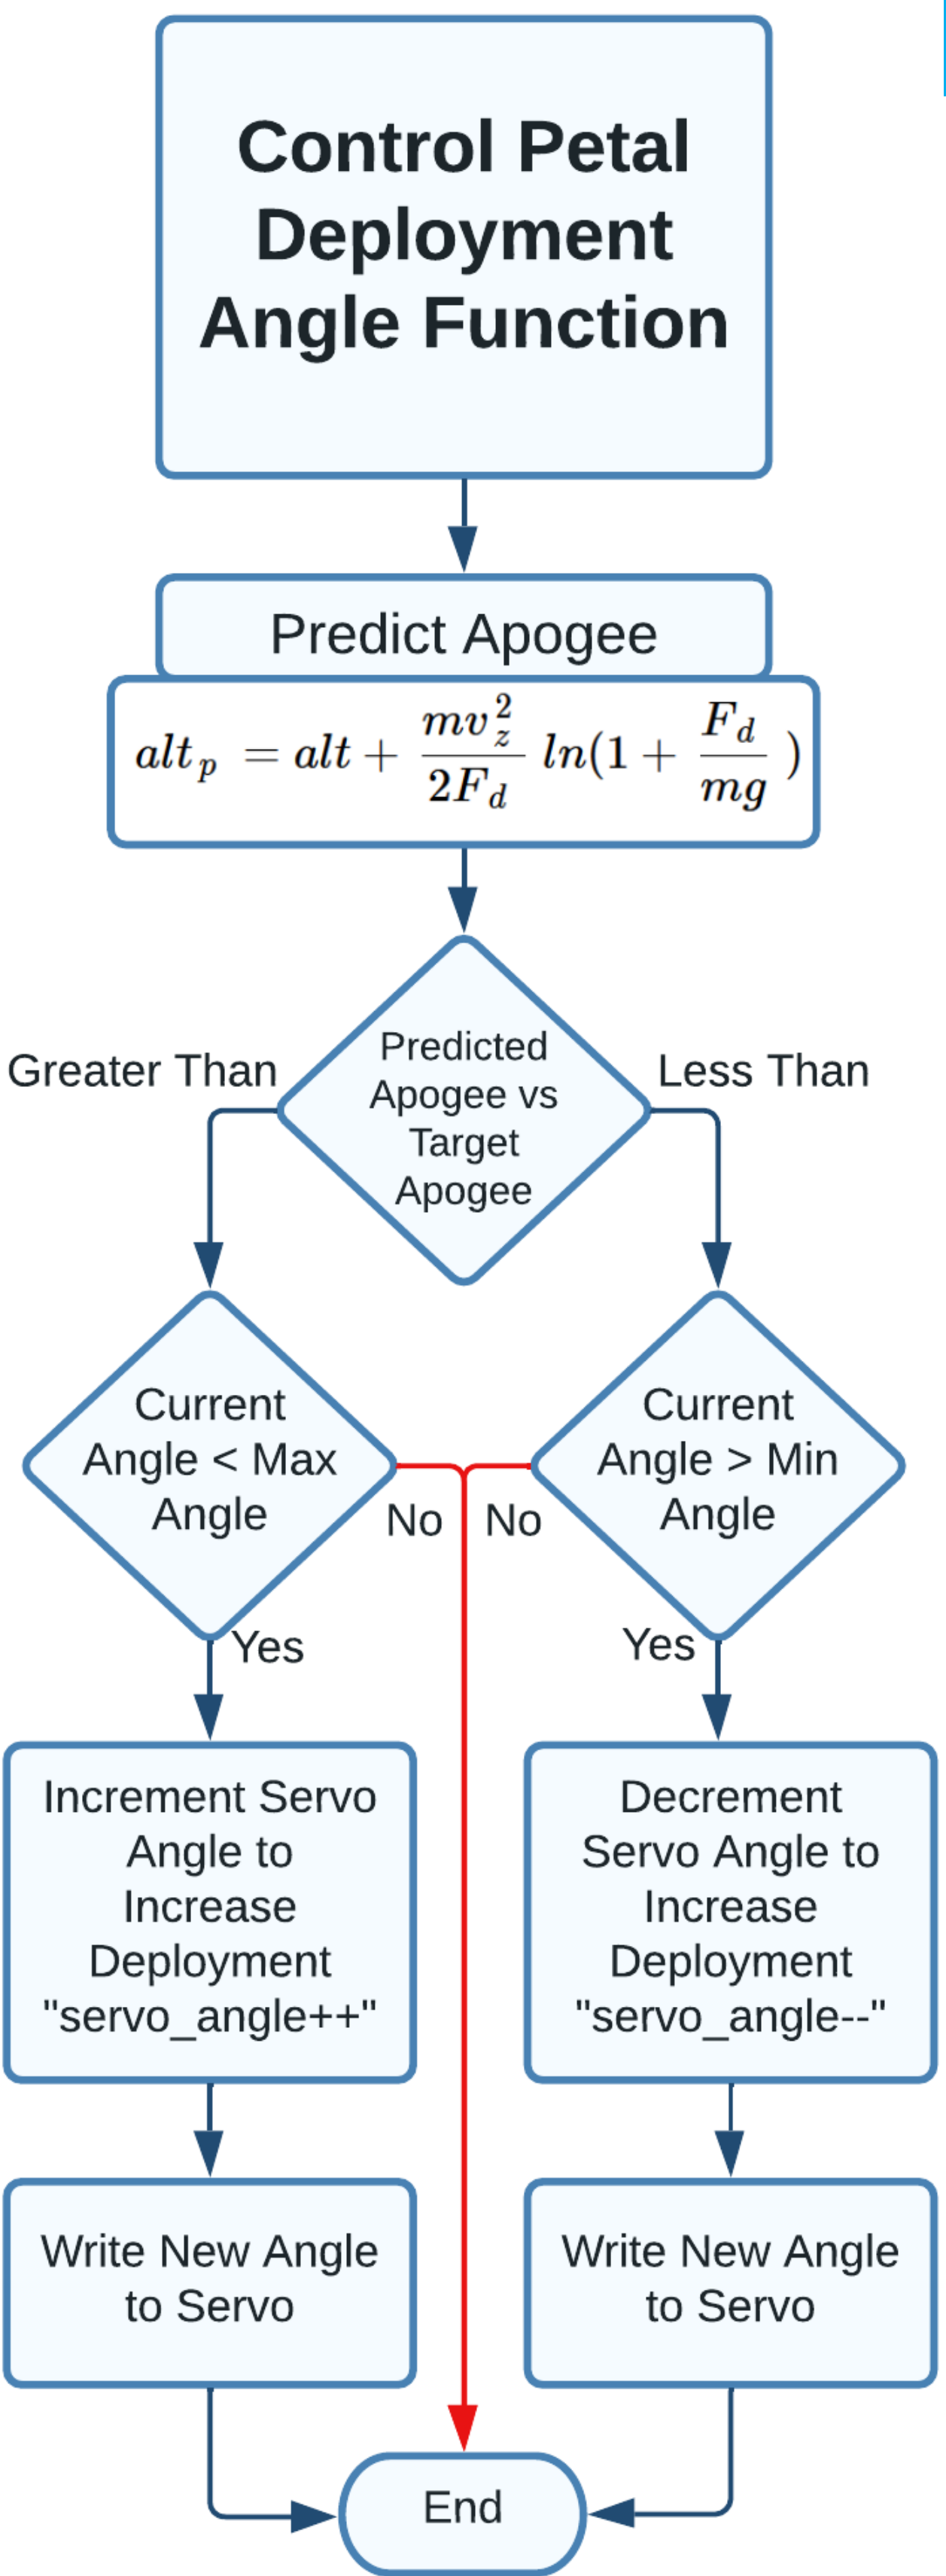 Control Petal
Deployment
Angle Function
Predict Apogee
alt_p = alt + \frac{mv_z^2}{2F_d} ln(1 + \frac{F_d}{mg})
Predicted
Apogee vs
Target
Apogee
Greater Than
Less Than
Current
Angle < Max
Angle
Current
Angle > Min
Angle
No
No
Yes
Yes
Increment Servo
Angle to
Increase
Deployment
"servo_angle++"
Decrement
Servo Angle to
Increase
Deployment
"servo_angle--"
Write New Angle
to Servo
Write New Angle
to Servo
End